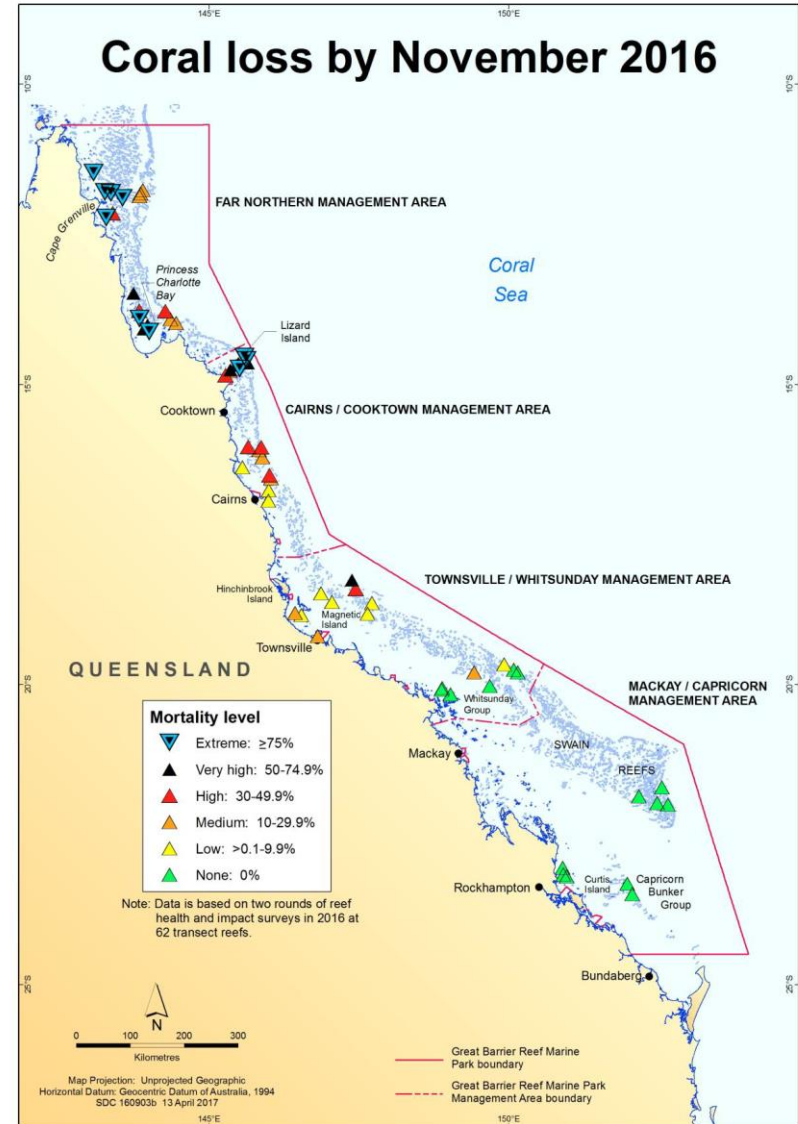 145°E
150°E
Coral loss by November 2016
10°S
10°S
FAR NORTHERN MANAGEMENT AREA
Cape Grenville
Coral
Sea
Princess
Charlotte
Bay
Lizard
Island
15°S
15°S
Cooktown
CAIRNS / COOKTOWN MANAGEMENT AREA
Cairns
TOWNSVILLE / WHITSUNDAY MANAGEMENT AREA
Hinchinbrook
Island
Magnetic
Island
Townsville
QUEENSLAND
20°S
20°S
MACKAY / CAPRICORN
MANAGEMENT AREA
Whitsunday
Group
Mackay
SWAIN
REEFS
Mortality level
Extreme: ≥75%
Very high: 50-74.9%
High: 30-49.9%
Medium: 10-29.9%
Low: >0.1-9.9%
None: 0%
Note: Data is based on two rounds of reef
health and impact surveys in 2016 at
62 transect reefs.
Rockhampton
Curtis
Island
Capricorn
Bunker
Group
Bundaberg
25°S
25°S
N
0 100 200 300
Kilometres
Map Projection: Unprojected Geographic
Horizontal Datum: Geocentric Datum of Australia, 1994
SDC 160903b 13 April 2017
Great Barrier Reef Marine
Park boundary
Great Barrier Reef Marine Park
Management Area boundary
145°E
150°E